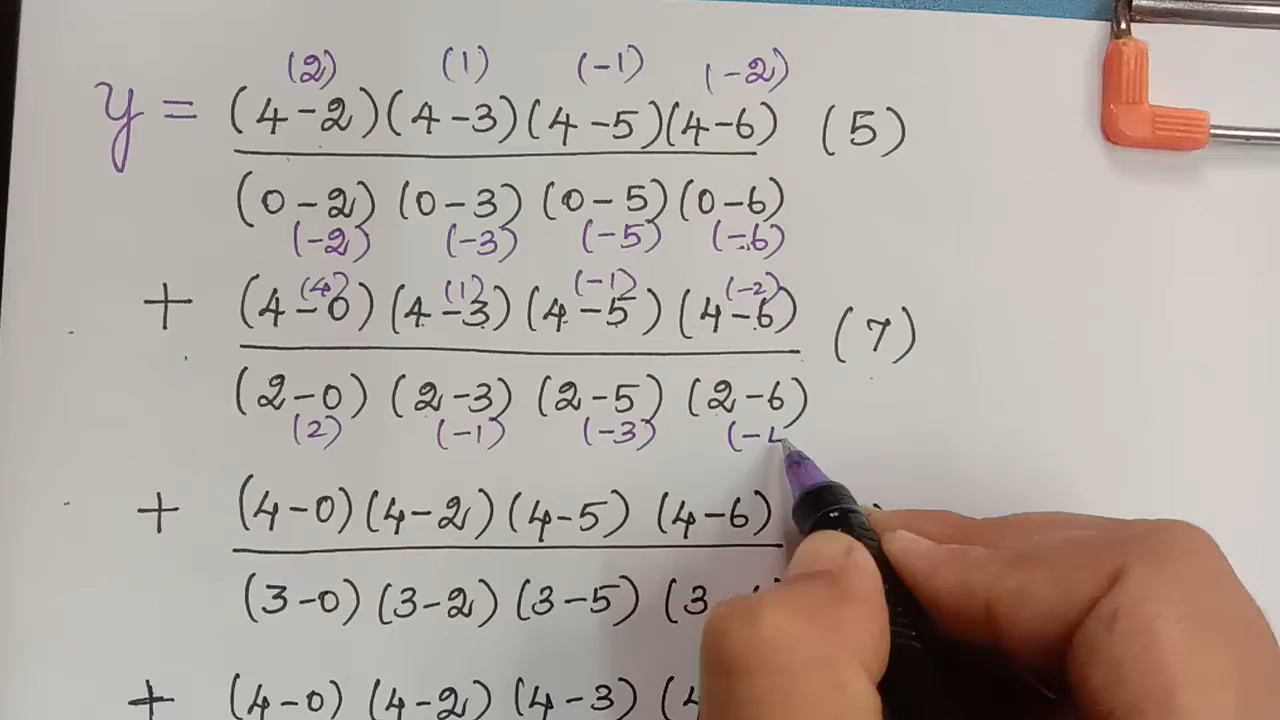 (2) (1) (-1) (-2)
y = (4-2)(4-3)(4-5)(4-6) (5)
(0-2) (0-3) (0-5) (0-6)
(-2) (-3) (-5) (-6)
(4) (1) (-1) (-2)
+ (4-0) (4-3) (4-5) (4-6) (7)
(2-0) (2-3) (2-5) (2-6)
(2) (-1) (-3) (-4
+ (4-0)(4-2)(4-5) (4-6)
(3-0) (3-2) (3-5) (3
+ (4-0) (4-2) (4-3) (4